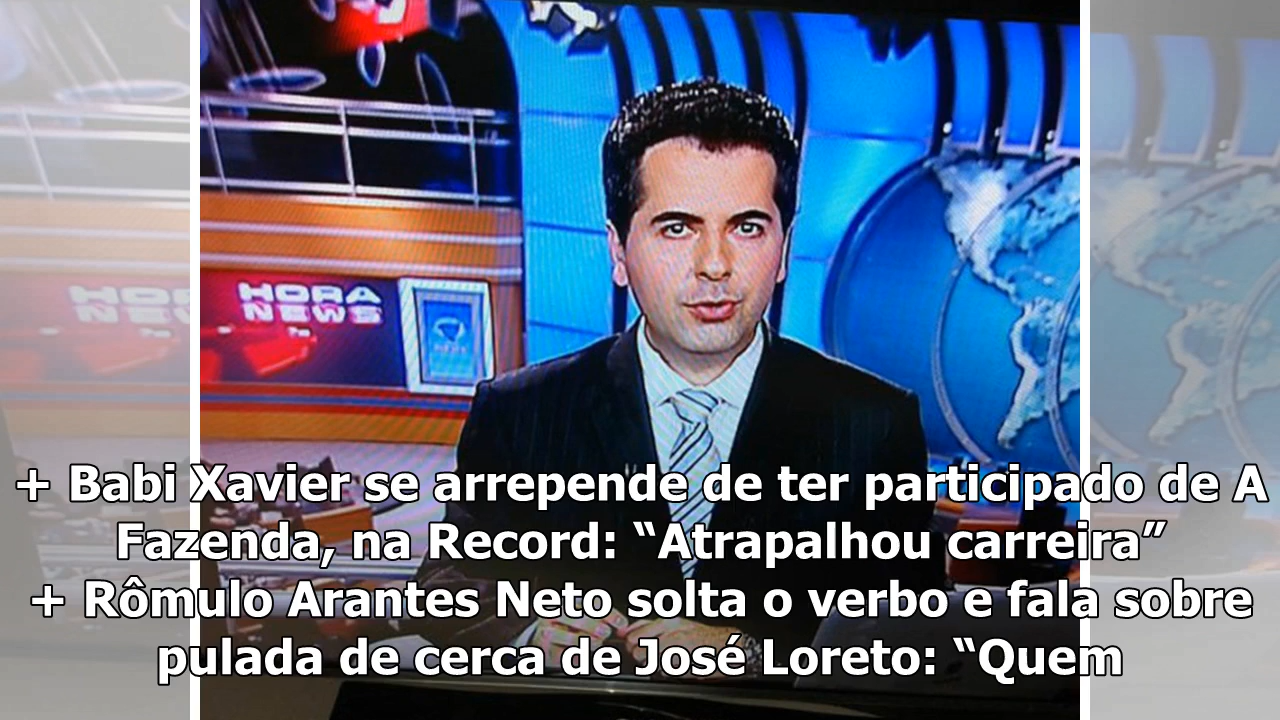 HORA
NEWS
+ Babi Xavier se arrepende de ter participado de A
Fazenda, na Record: “Atrapalhou carreira”
+ Rômulo Arantes Neto solta o verbo e fala sobre
pulada de cerca de José Loreto: “Quem